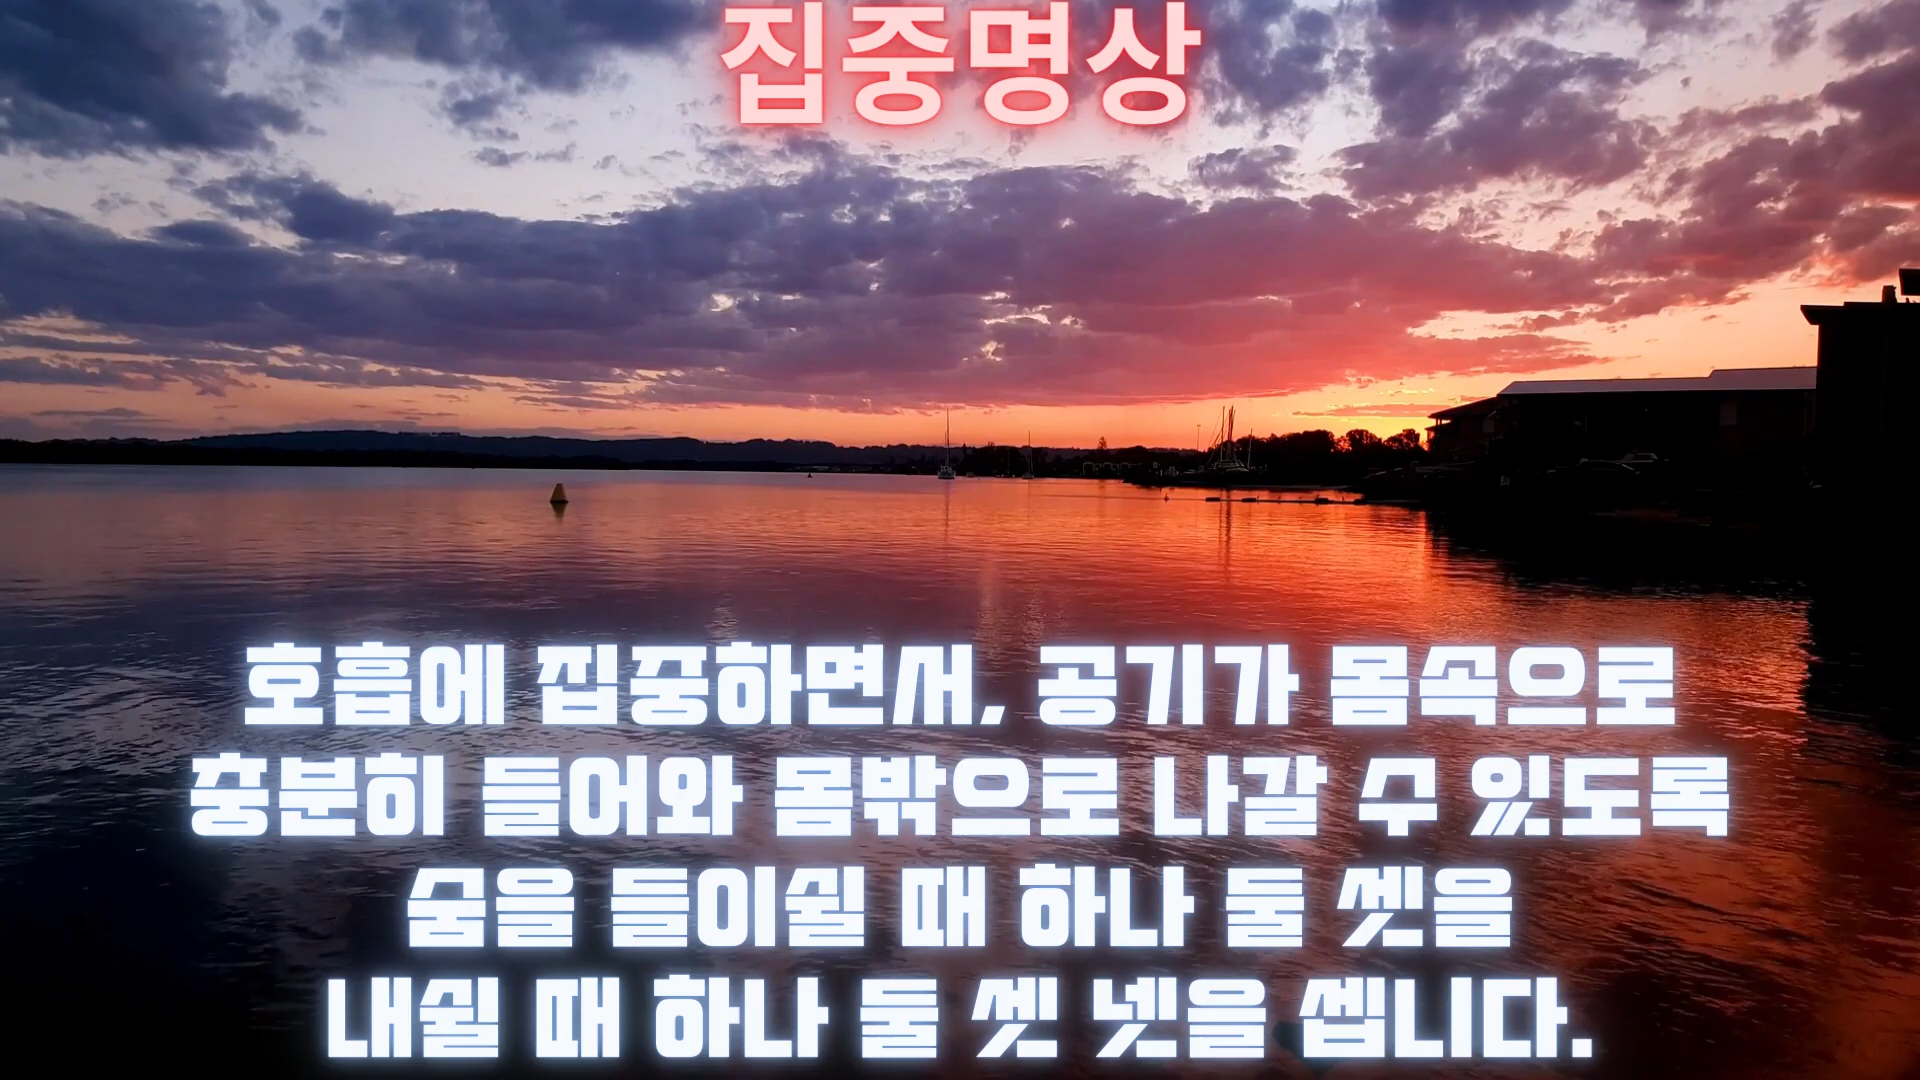 집중명상
호흡에 집중하면서, 공기가 몸속으로
충분히 들어와 몸밖으로 나갈 수 있도록
숨을 들이쉴 때 하나 둘 셋을
내쉴 때 하나 둘 셋 넷을 셉니다.